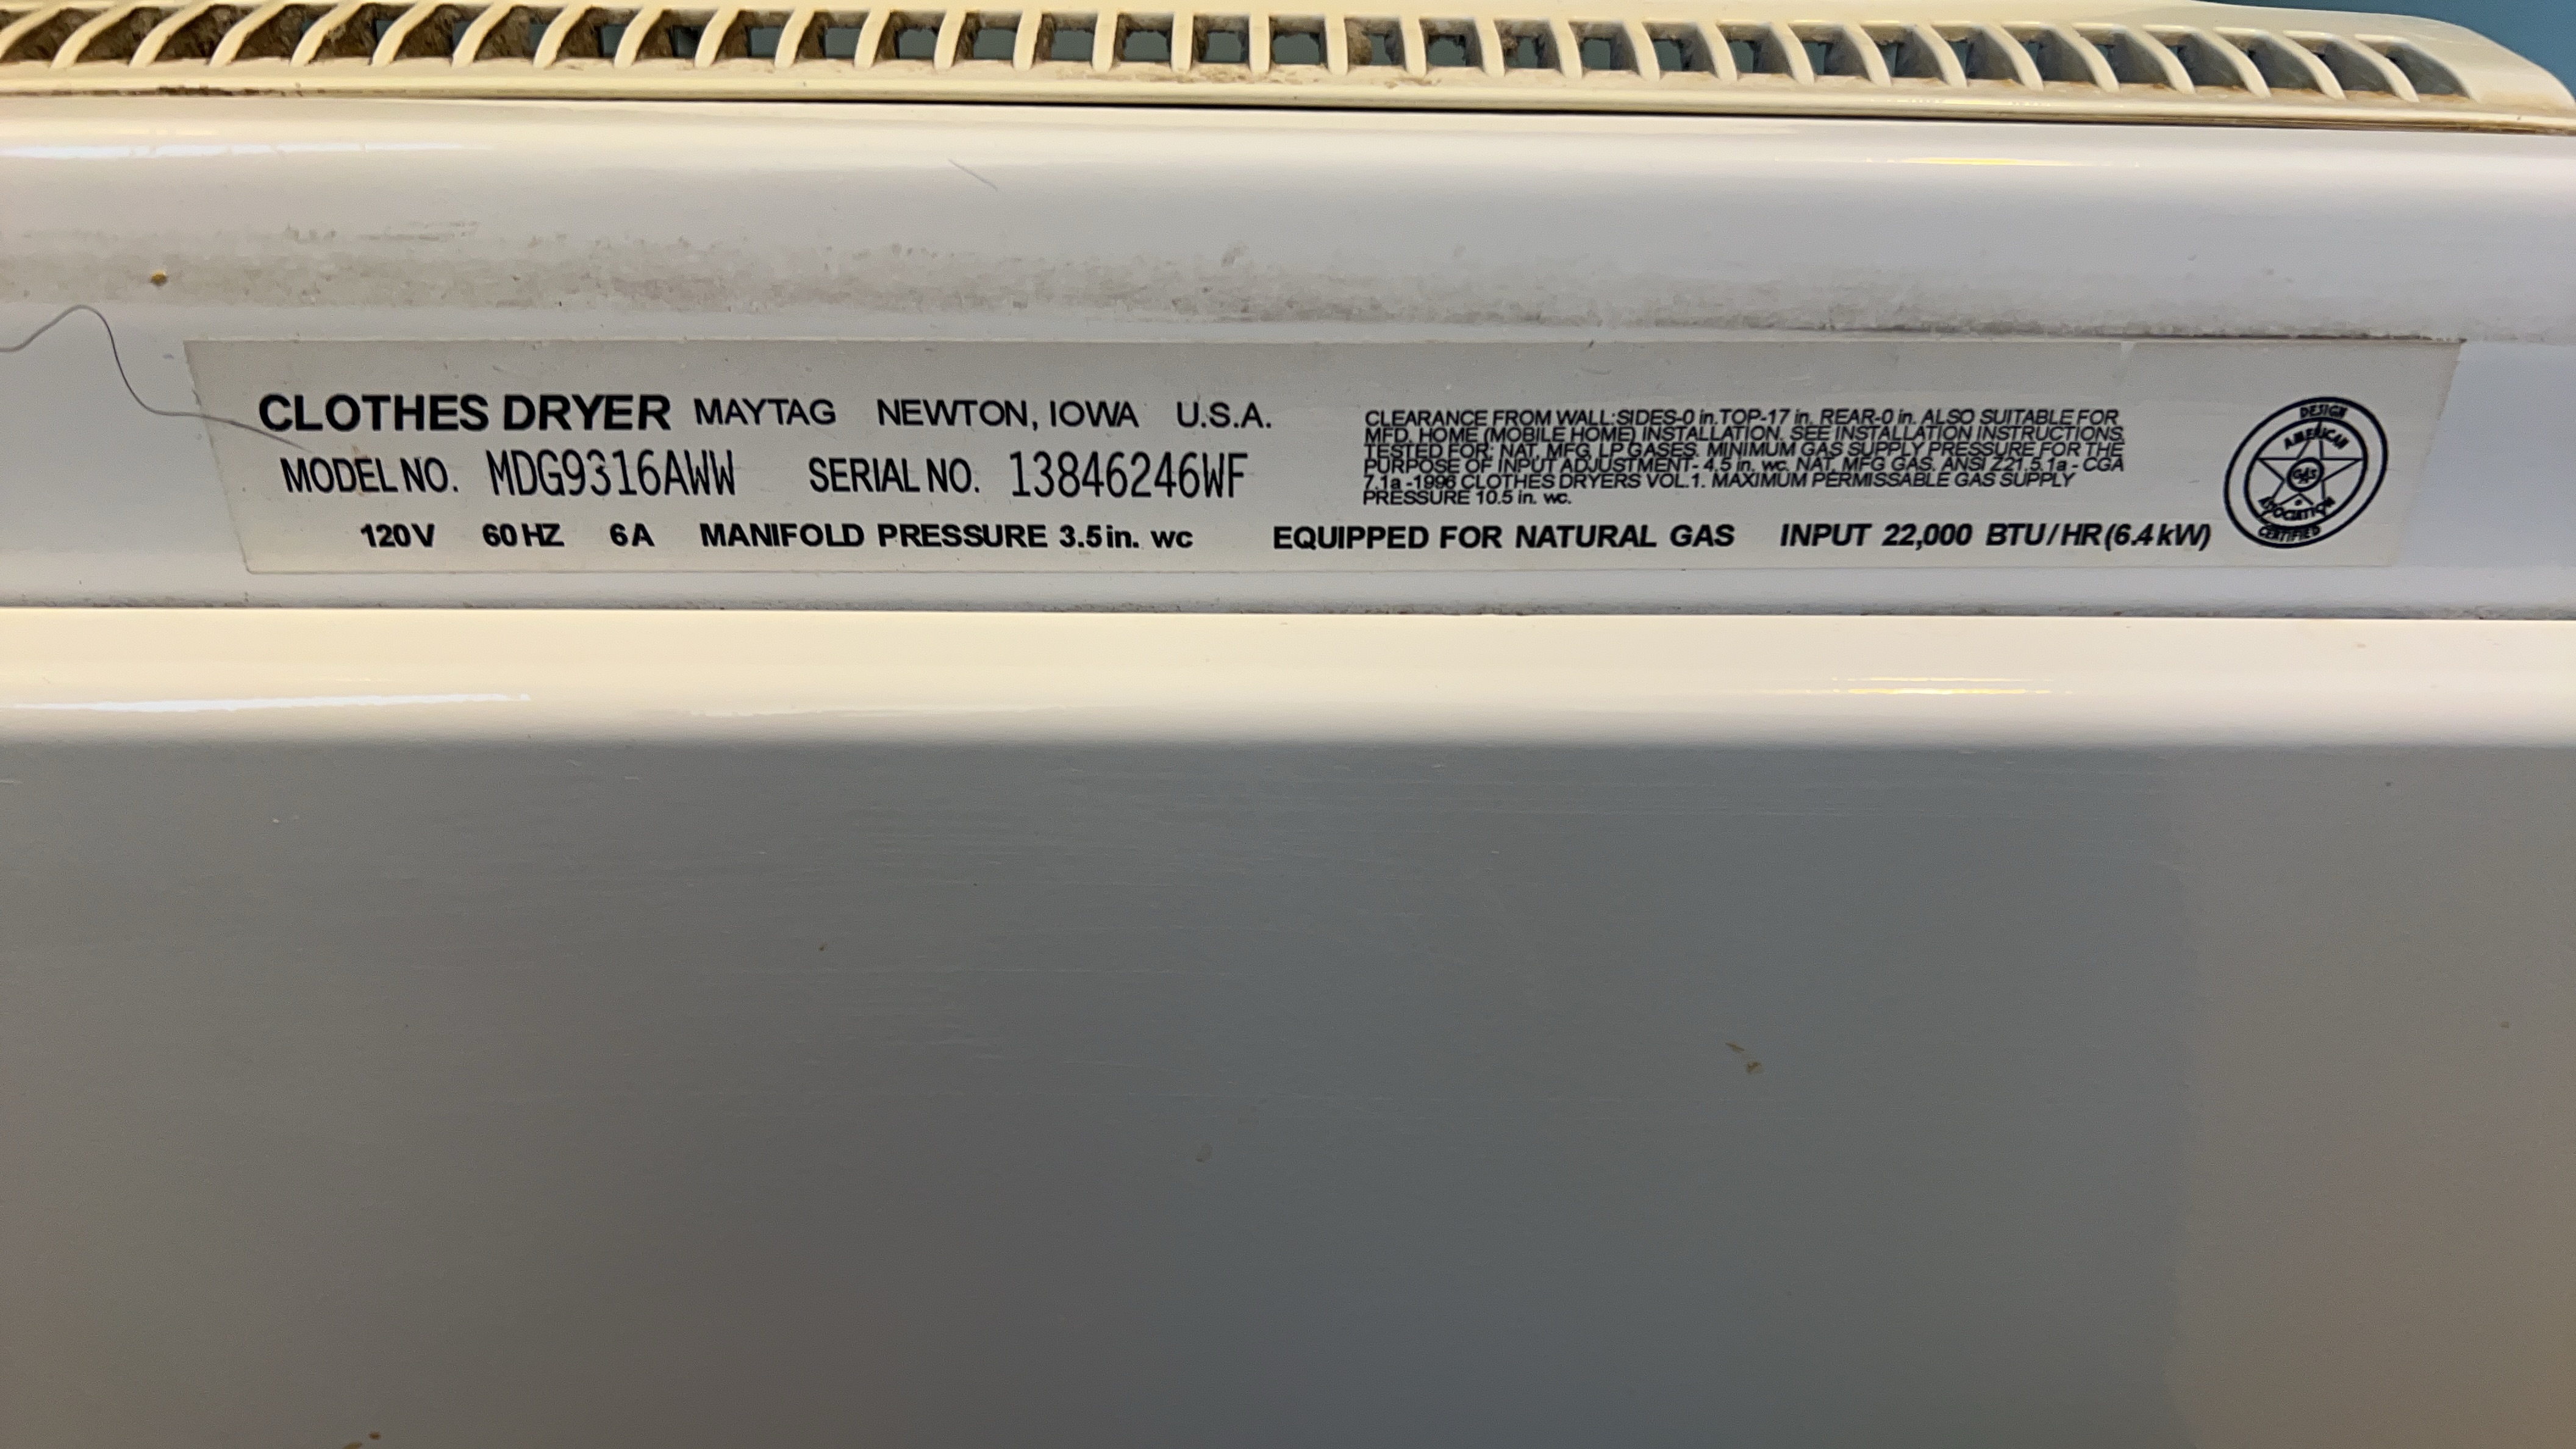 CLOTHES DRYER MAYTAG NEWTON, IOWA U.S.A.
MODEL NO. MDG9316AWW SERIAL NO. 13846246WF
120V 60HZ 6A MANIFOLD PRESSURE 3.5in. wc
CLEARANCE FROM WALL:SIDES-0 in.TOP-17 in. REAR-0 in. ALSO SUITABLE FOR
MFD. HOME (MOBILE HOME) INSTALLATION. SEE INSTALLATION INSTRUCTIONS.
TESTED FOR: NAT, MFG, LP GASES. MINIMUM GAS SUPPLY PRESSURE FOR THE
PURPOSE OF INPUT ADJUSTMENT- 4.5 in. wc. NAT, MFG GAS. ANSI Z21.5.1a - CGA
7.1a -1996 CLOTHES DRYERS VOL.1. MAXIMUM PERMISSABLE GAS SUPPLY
PRESSURE 10.5 in. wc.
EQUIPPED FOR NATURAL GAS INPUT 22,000 BTU/HR(6.4kW)
DESIGN
AMERICAN
GAS
ASSOCIATION
CERTIFIED